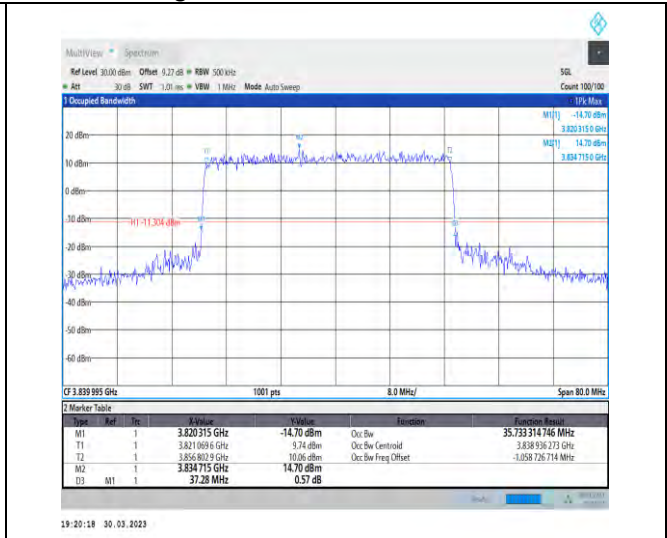 MultiView Spectrum
Ref Level 30.00 dBm Offset 9.27 dB RBW 500 kHz SGL
Att 30 dB SWT 1.01 ms VBW 1 MHz Mode Auto Sweep Count 100/100
1 Occupied Bandwidth 1Pk Max
M1[1] -14.70 dBm
3.820 315 0 GHz
M2[1] 14.70 dBm
3.834 715 0 GHz
20 dBm
T1 M2 T2
10 dBm
0 dBm
-10 dBm
H1 -11.304 dBm
-20 dBm
-30 dBm
-40 dBm
-50 dBm
-60 dBm
CF 3.839 995 GHz 1001 pts 8.0 MHz/ Span 80.0 MHz
2 Marker Table
Type Ref Trc X-Value Y-Value Function Function Result
M1 1 3.820315 GHz -14.70 dBm Occ Bw 35.733 314 746 MHz
T1 1 3.821 069 6 GHz 9.74 dBm Occ Bw Centroid 3.838 936 273 GHz
T2 1 3.856 802 9 GHz 10.06 dBm Occ Bw Freq Offset -1.058 726 714 MHz
M2 1 3.834 715 GHz 14.70 dBm
D3 M1 1 37.28 MHz 0.57 dB
19:20:18 30.03.2023